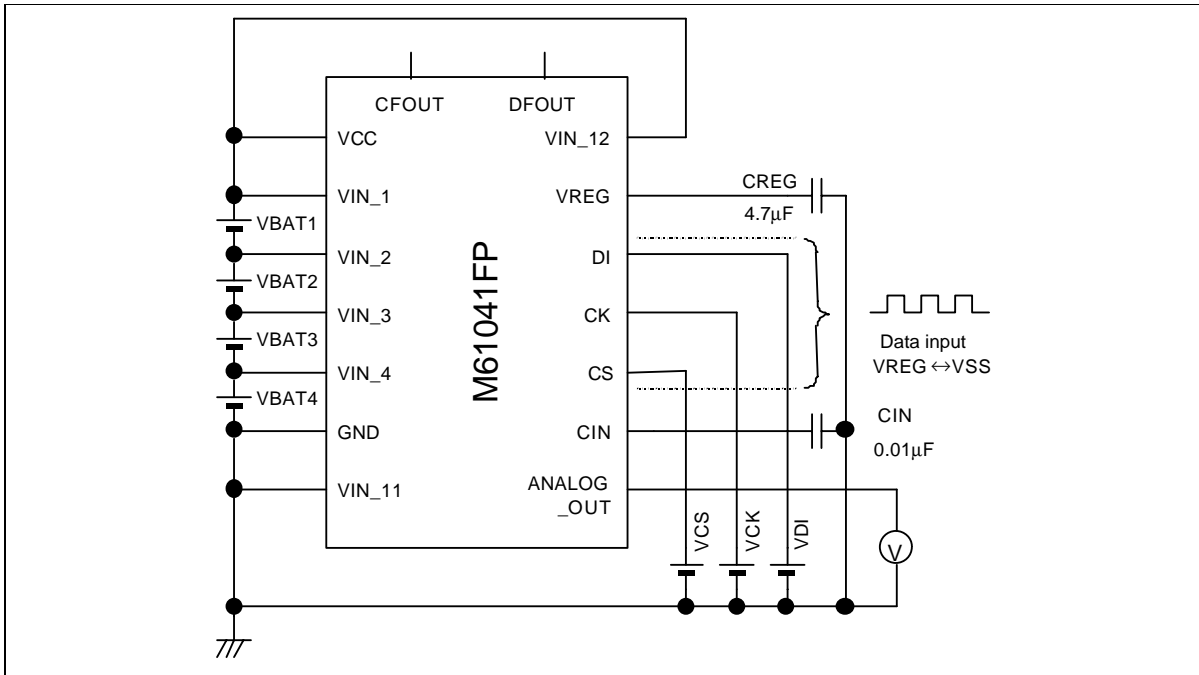 CFOUT
DFOUT
VCC
VIN_12
VIN_1
VREG
CREG
4.7µF
VBAT1
VIN_2
DI
VBAT2
M61041FP
VIN_3
CK
Data input
VREG ↔VSS
VBAT3
VIN_4
CS
VBAT4
GND
CIN
CIN
0.01µF
VIN_11
ANALOG
_OUT
VCS
VCK
VDI
V